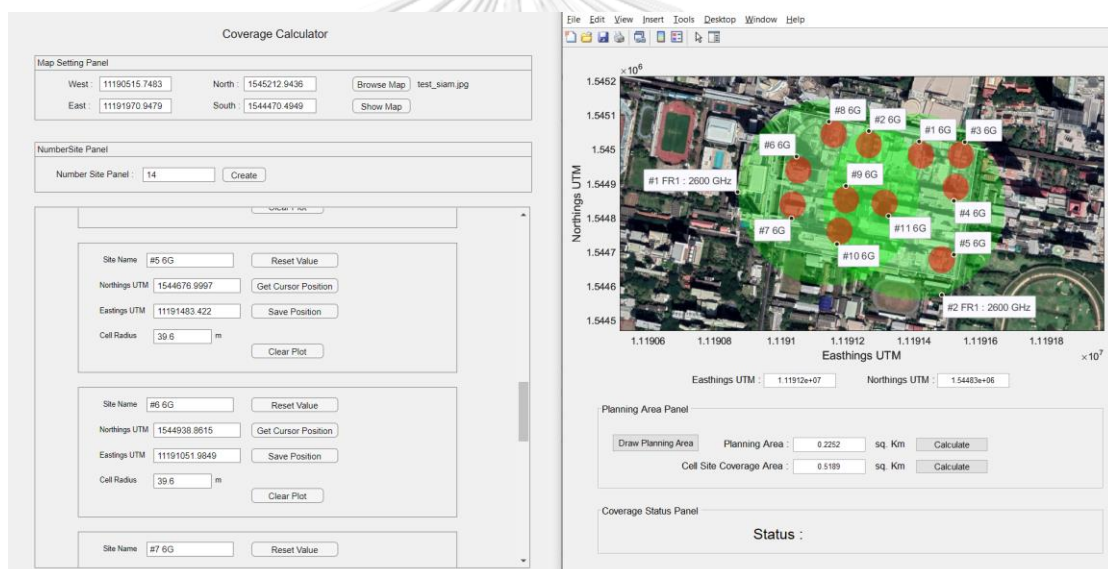 Coverage Calculator
Map Setting Panel
West : 11190515.7483 North : 1545212.9436 Browse Map test_siam.jpg
East : 11191970.9479 South : 1544470.4949 Show Map
NumberSite Panel
Number Site Panel : 14 Create
Clear Plot
Site Name #5 6G Reset Value
Northings UTM 1544676.9997 Get Cursor Position
Eastings UTM 11191483.422 Save Position
Cell Radius 39.6 m
Clear Plot
Site Name #6 6G Reset Value
Northings UTM 1544938.8615 Get Cursor Position
Eastings UTM 11191051.9849 Save Position
Cell Radius 39.6 m
Clear Plot
Site Name #7 6G Reset Value
File Edit View Insert Tools Desktop Window Help
×10⁶
1.5452
1.5451
1.545
1.5449
1.5448
1.5447
1.5446
1.5445
Northings UTM
#8 6G
#2 6G
#1 6G
#3 6G
#6 6G
#9 6G
#1 FR1 : 2600 GHz
#4 6G
#7 6G
#11 6G
#10 6G
#5 6G
#2 FR1 : 2600 GHz
1.11906 1.11908 1.1191 1.11912 1.11914 1.11916 1.11918
Easthings UTM
×10⁷
Easthings UTM : 1.11912e+07 Northings UTM : 1.54483e+06
Planning Area Panel
Draw Planning Area Planning Area : 0.2252 sq. Km Calculate
Cell Site Coverage Area : 0.5189 sq. Km Calculate
Coverage Status Panel
Status :